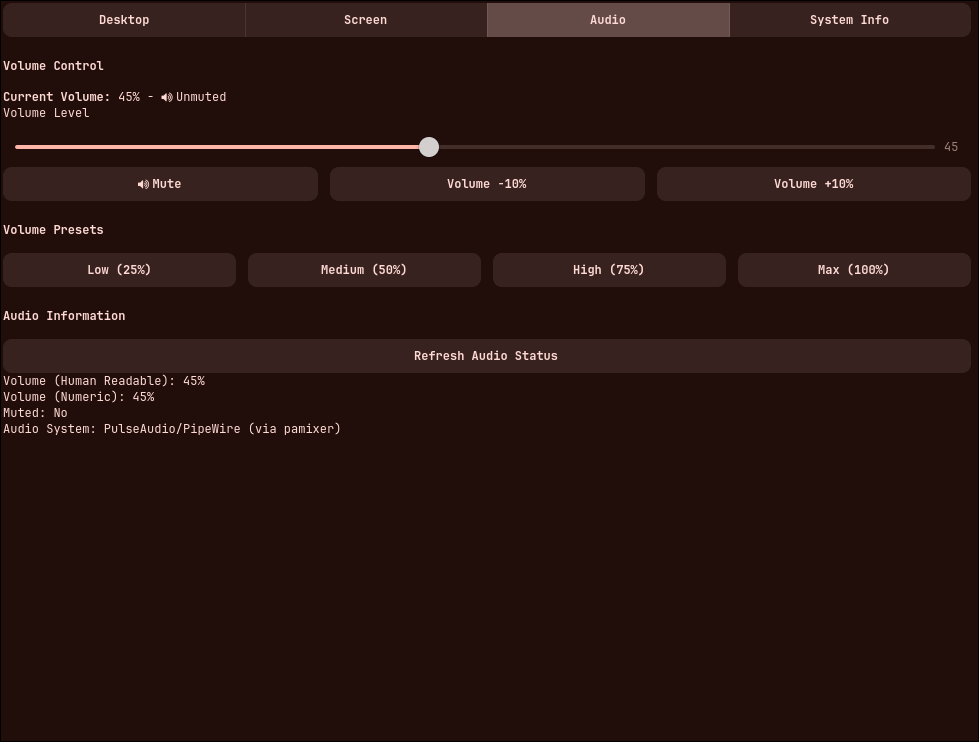 Desktop Screen Audio System Info
Volume Control
Current Volume: 45% - Unmuted
Volume Level
45
Mute Volume -10% Volume +10%
Volume Presets
Low (25%) Medium (50%) High (75%) Max (100%)
Audio Information
Refresh Audio Status
Volume (Human Readable): 45%
Volume (Numeric): 45%
Muted: No
Audio System: PulseAudio/PipeWire (via pamixer)